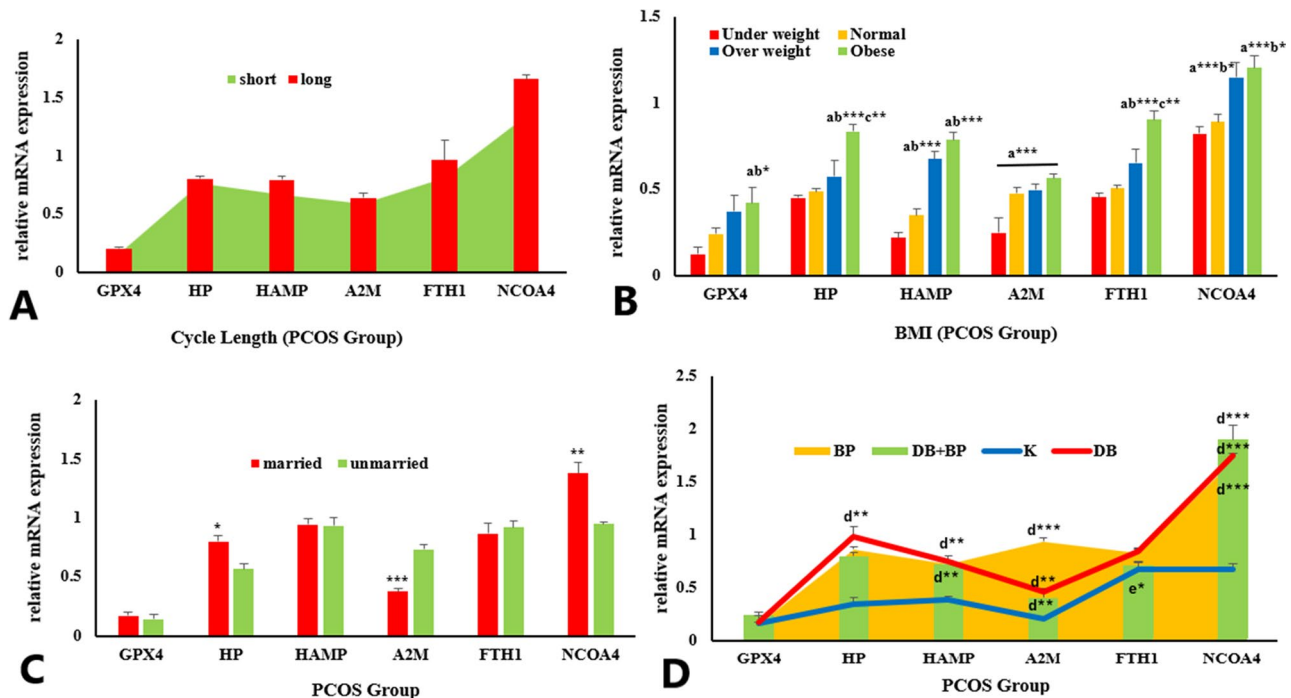 2
1.5
1
0.5
0
relative mRNA expression
short long
GPX4 HP HAMP A2M FTH1 NCOA4
A
Cycle Length (PCOS Group)
1.5
1
0.5
0
relative mRNA expression
Under weight Normal
Over weight Obese
ab*
ab***c**
ab***
ab***
a***
ab***c**
a***b*
a***b*
GPX4 HP HAMP A2M FTH1 NCOA4
B
BMI (PCOS Group)
2
1.5
1
0.5
0
relative mRNA expression
married unmarried
*
***
**
GPX4 HP HAMP A2M FTH1 NCOA4
C
PCOS Group
2.5
2
1.5
1
0.5
0
relative mRNA expression
BP DB+BP K DB
d**
d**
d**
d***
d**
d**
e*
d***
d***
d***
GPX4 HP HAMP A2M FTH1 NCOA4
D
PCOS Group